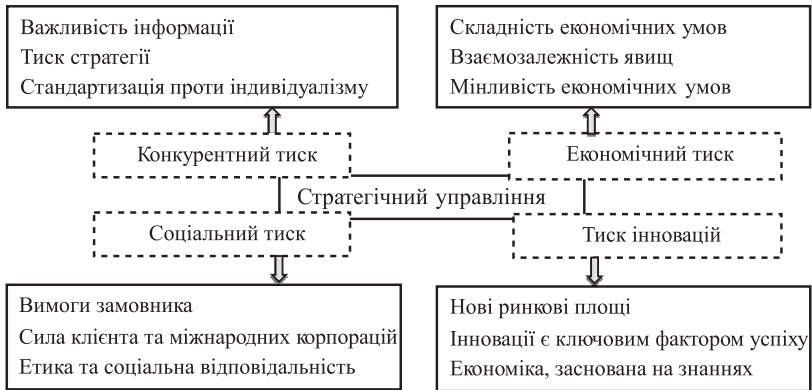 Важливість інформації
Тиск стратегії
Стандартизація проти індивідуалізму
Складність економічних умов
Взаємозалежність явищ
Мінливість економічних умов
Конкурентний тиск
Економічний тиск
Стратегічний управління
Соціальний тиск
Тиск інновацій
Вимоги замовника
Сила клієнта та міжнародних корпорацій
Етика та соціальна відповідальність
Нові ринкові площі
Інновації є ключовим фактором успіху
Економіка, заснована на знаннях